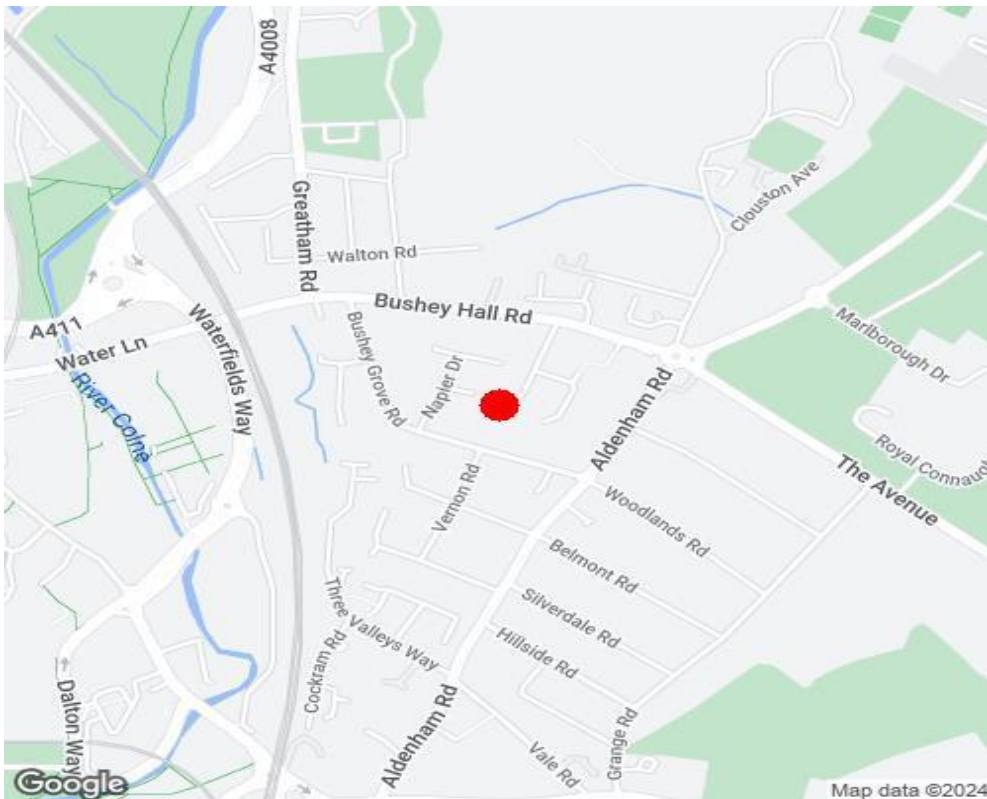 A4008
Greatham Rd
Walton Rd
Clouston Ave
Bushey Hall Rd
A411
Water Ln
Waterfields Way
Bushey Grove Rd
Napier Dr
Marlborough Dr
River Colne
Aldenham Rd
Royal Connaugh
The Avenue
Vernon Rd
Woodlands Rd
Belmont Rd
Silverdale Rd
Three Valleys Way
Hillside Rd
Cockram Rd
Dalton Way
Aldenham Rd
Grange Rd
Vale Rd
Google
Map data ©2024